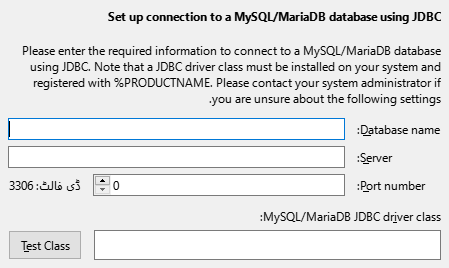 Set up connection to a MySQL/MariaDB database using JDBC
Please enter the required information to connect to a MySQL/MariaDB database
using JDBC. Note that a JDBC driver class must be installed on your system and
registered with %PRODUCTNAME. Please contact your system administrator if
you are unsure about the following settings.
Database name:
Server:
Port number: 0 ڈی فالٹ: 3306
MySQL/MariaDB JDBC driver class:
Test Class